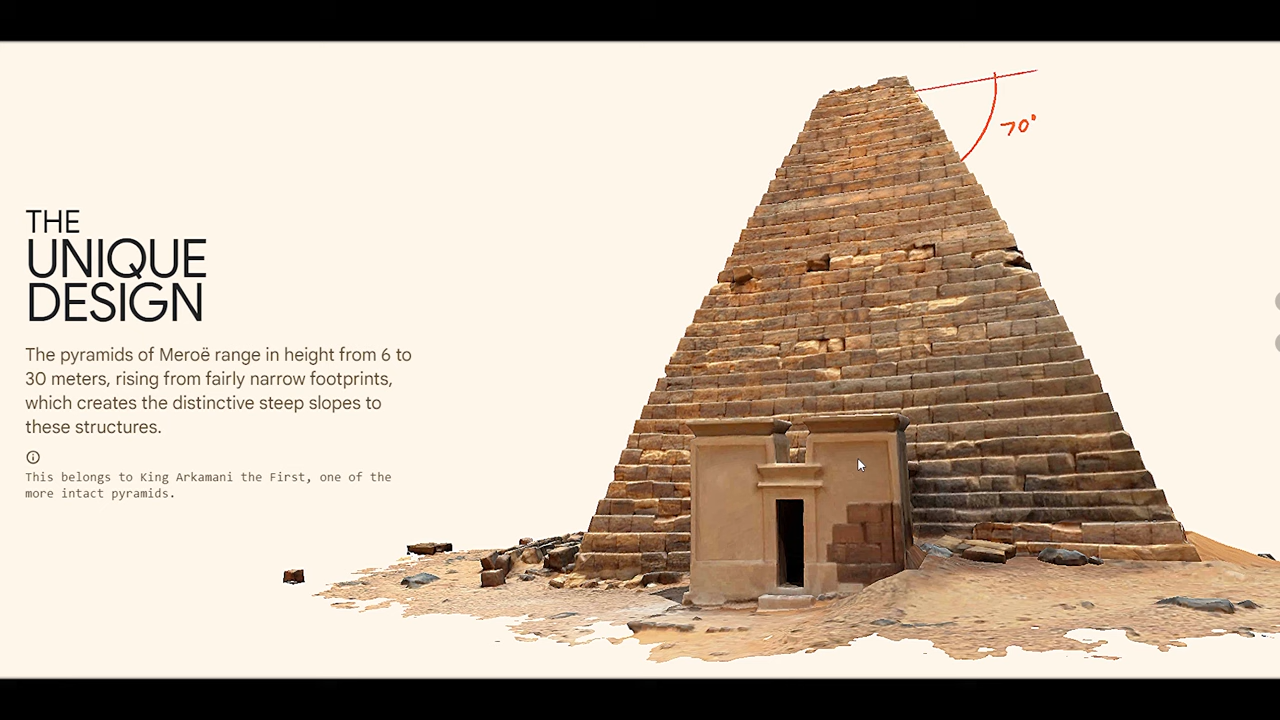 THE
UNIQUE
DESIGN
The pyramids of Meroë range in height from 6 to
30 meters, rising from fairly narrow footprints,
which creates the distinctive steep slopes to
these structures.
This belongs to King Arkamani the First, one of the
more intact pyramids.
70°